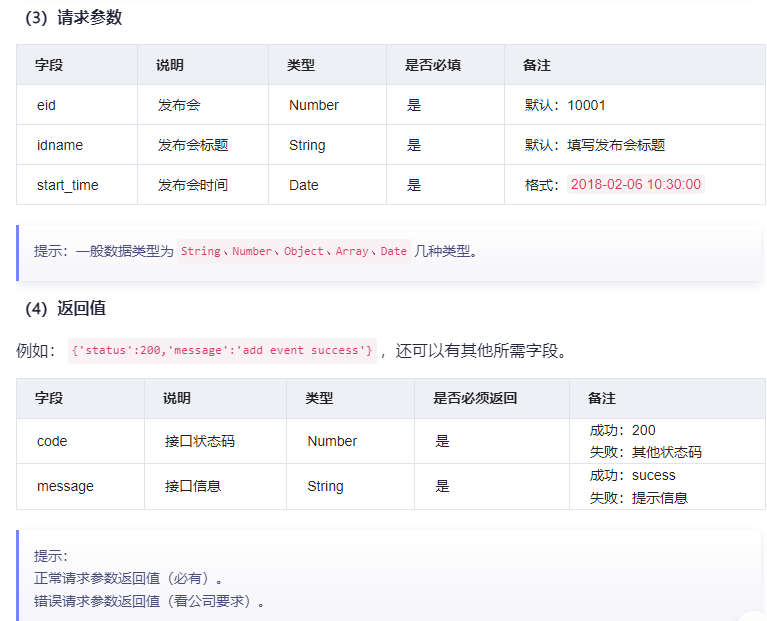 （3）请求参数
字段 说明 类型 是否必填 备注
eid 发布会 Number 是 默认：10001
idname 发布会标题 String 是 默认：填写发布会标题
start_time 发布会时间 Date 是 格式：2018-02-06 10:30:00
提示：一般数据类型为 String、Number、Object、Array、Date 几种类型。
（4）返回值
例如： {'status':200,'message':'add event success'} ，还可以有其他所需字段。
字段 说明 类型 是否必须返回 备注
code 接口状态码 Number 是 成功：200
失败：其他状态码
message 接口信息 String 是 成功：sucess
失败：提示信息
提示：
正常请求参数返回值（必有）。
错误请求参数返回值（看公司要求）。